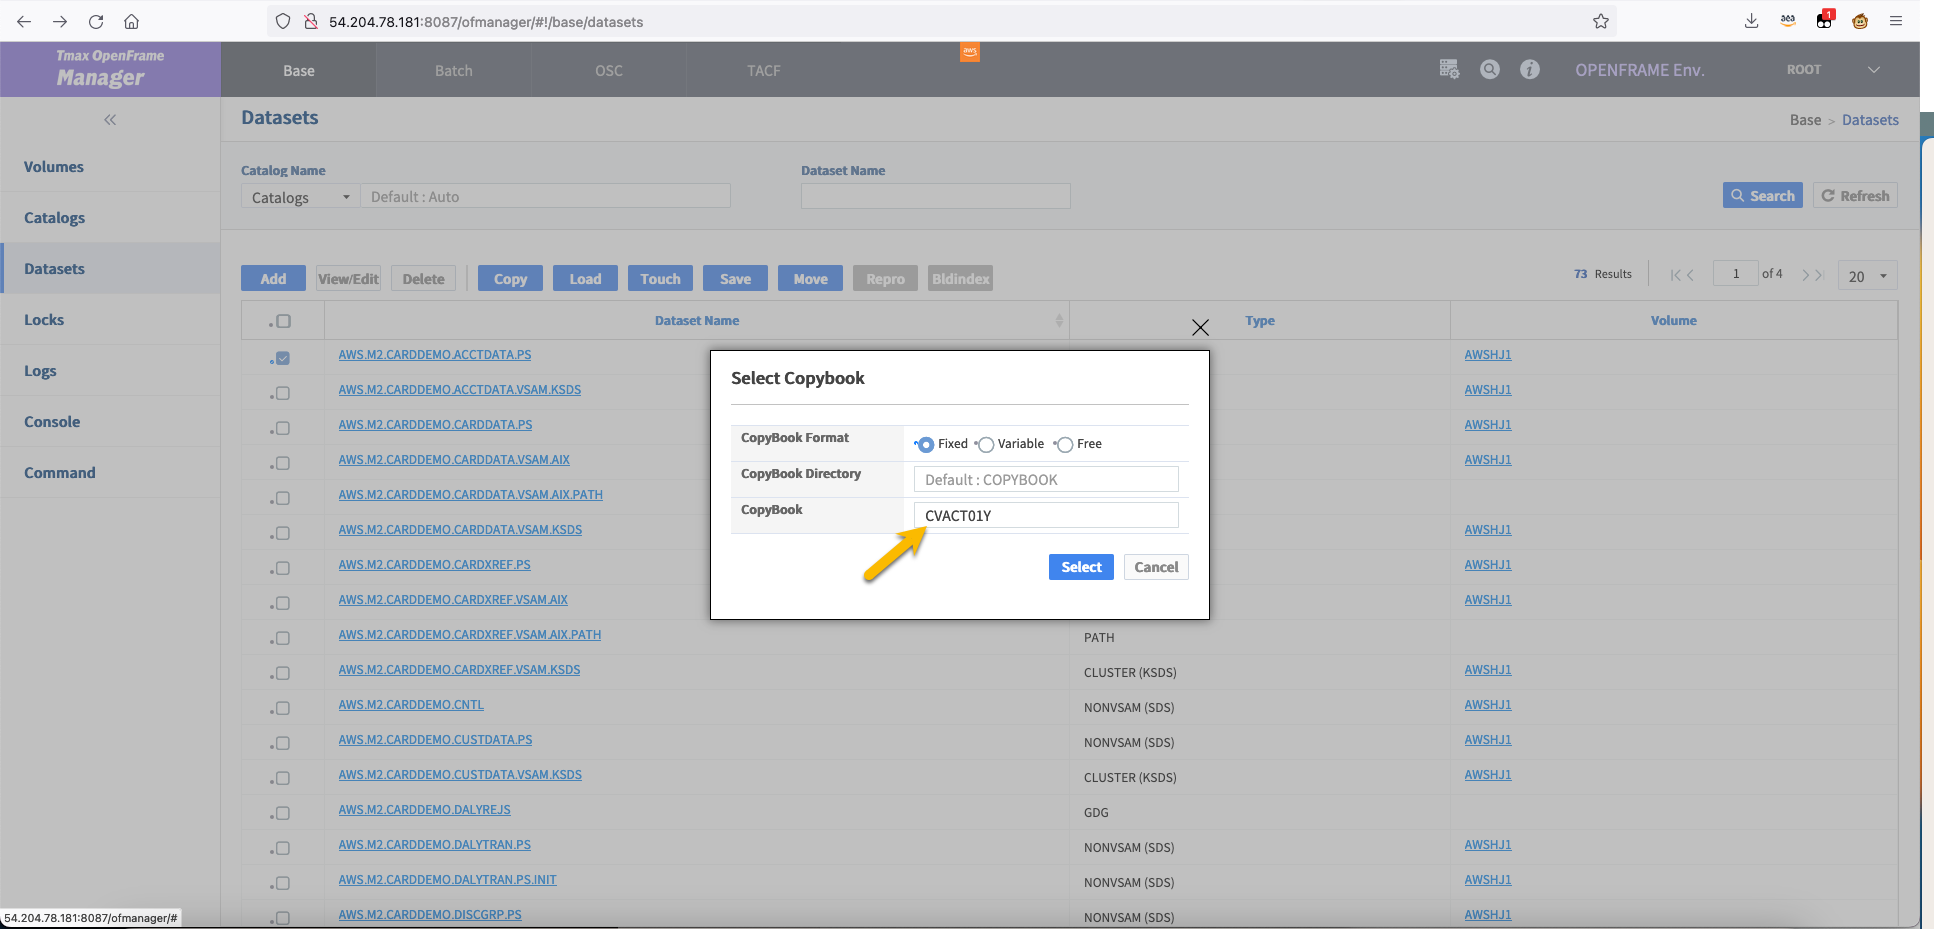 54.204.78.181:8087/ofmanager/#!/base/datasets
aea
1
Tmax OpenFrame
Manager
Base
Batch
OSC
TACF
aws
OPENFRAME Env.
ROOT
Datasets
Base > Datasets
Volumes
Catalogs
Datasets
Locks
Logs
Console
Command
Catalog Name
Dataset Name
Catalogs
Default : Auto
Search
Refresh
Add
View/Edit
Delete
Copy
Load
Touch
Save
Move
Repro
Bldindex
73 Results
1 of 4
20
Dataset Name
Type
Volume
AWS.M2.CARDDEMO.ACCTDATA.PS
AWSHJ1
AWS.M2.CARDDEMO.ACCTDATA.VSAM.KSDS
AWSHJ1
AWS.M2.CARDDEMO.CARDDATA.PS
AWSHJ1
AWS.M2.CARDDEMO.CARDDATA.VSAM.AIX
AWSHJ1
AWS.M2.CARDDEMO.CARDDATA.VSAM.AIX.PATH
AWS.M2.CARDDEMO.CARDDATA.VSAM.KSDS
AWSHJ1
AWS.M2.CARDDEMO.CARDXREF.PS
AWSHJ1
AWS.M2.CARDDEMO.CARDXREF.VSAM.AIX
AWSHJ1
AWS.M2.CARDDEMO.CARDXREF.VSAM.AIX.PATH
PATH
AWS.M2.CARDDEMO.CARDXREF.VSAM.KSDS
CLUSTER (KSDS)
AWSHJ1
AWS.M2.CARDDEMO.CNTL
NONVSAM (SDS)
AWSHJ1
AWS.M2.CARDDEMO.CUSTDATA.PS
NONVSAM (SDS)
AWSHJ1
AWS.M2.CARDDEMO.CUSTDATA.VSAM.KSDS
CLUSTER (KSDS)
AWSHJ1
AWS.M2.CARDDEMO.DALYREJS
GDG
AWS.M2.CARDDEMO.DALYTRAN.PS
NONVSAM (SDS)
AWSHJ1
AWS.M2.CARDDEMO.DALYTRAN.PS.INIT
NONVSAM (SDS)
AWSHJ1
AWS.M2.CARDDEMO.DISCGRP.PS
NONVSAM (SDS)
AWSHJ1
Select Copybook
CopyBook Format
Fixed
Variable
Free
CopyBook Directory
Default : COPYBOOK
CopyBook
CVACT01Y
Select
Cancel
54.204.78.181:8087/ofmanager/#